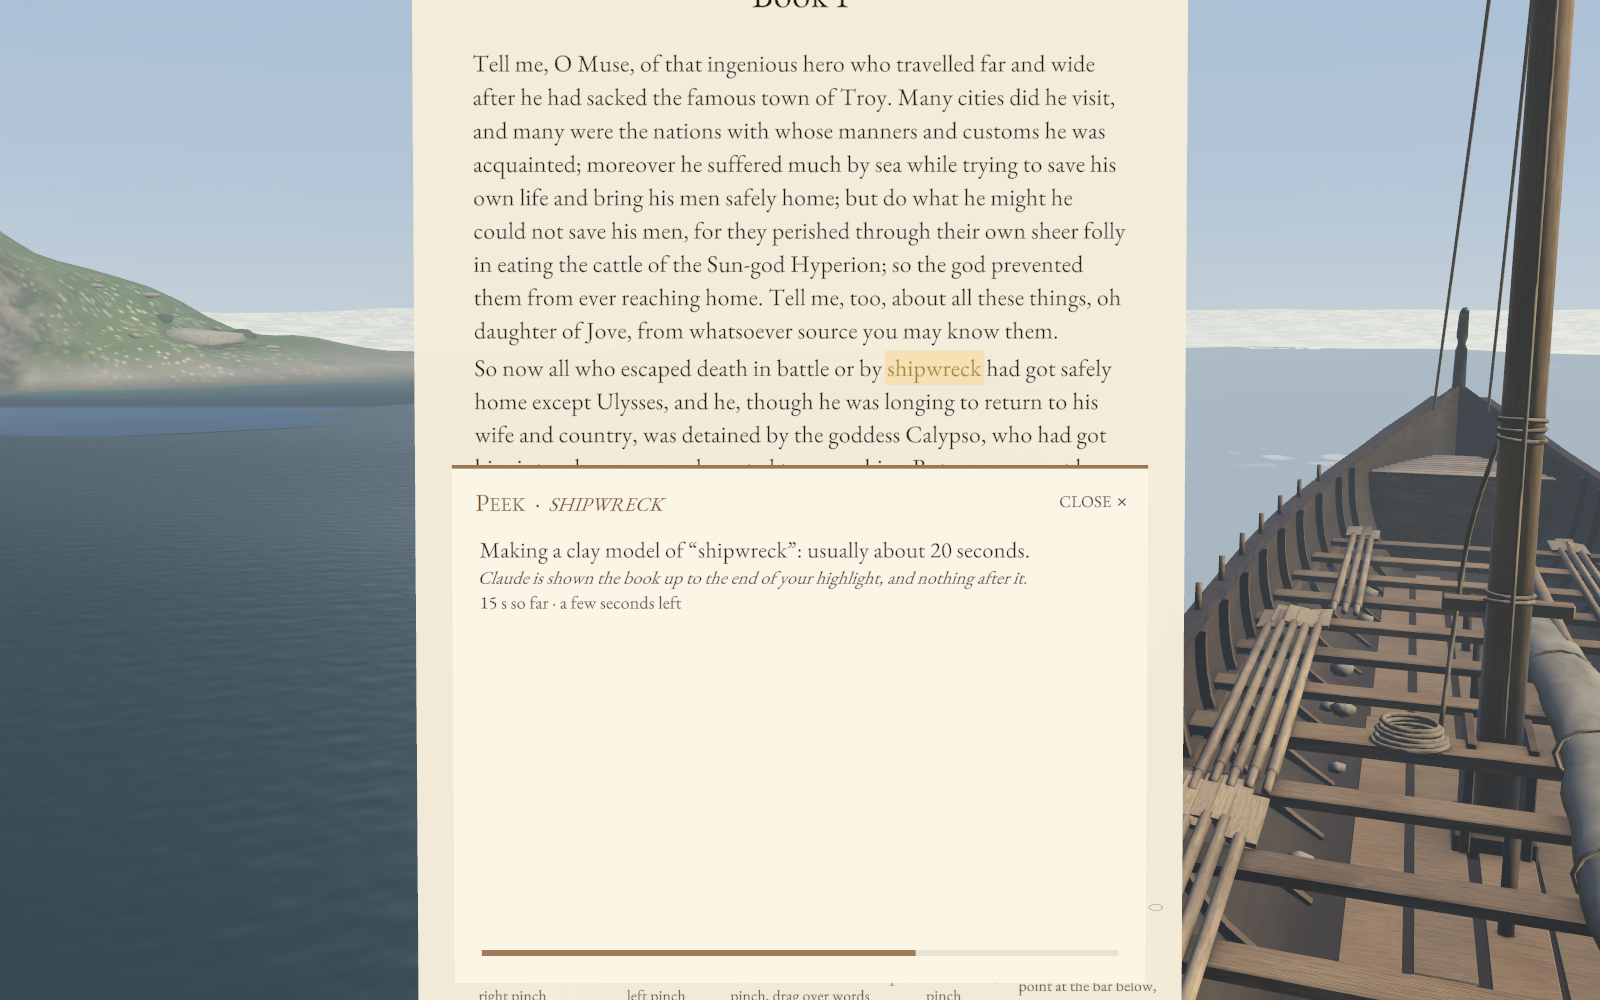 Book I
Tell me, O Muse, of that ingenious hero who travelled far and wide
after he had sacked the famous town of Troy. Many cities did he visit,
and many were the nations with whose manners and customs he was
acquainted; moreover he suffered much by sea while trying to save his
own life and bring his men safely home; but do what he might he
could not save his men, for they perished through their own sheer folly
in eating the cattle of the Sun-god Hyperion; so the god prevented
them from ever reaching home. Tell me, too, about all these things, oh
daughter of Jove, from whatsoever source you may know them.
So now all who escaped death in battle or by shipwreck had got safely
home except Ulysses, and he, though he was longing to return to his
wife and country, was detained by the goddess Calypso, who had got
PEEK · SHIPWRECK
CLOSE ×
Making a clay model of “shipwreck”: usually about 20 seconds.
Claude is shown the book up to the end of your highlight, and nothing after it.
15 s so far · a few seconds left
right pinch
left pinch
pinch, drag over words
pinch
point at the bar below,